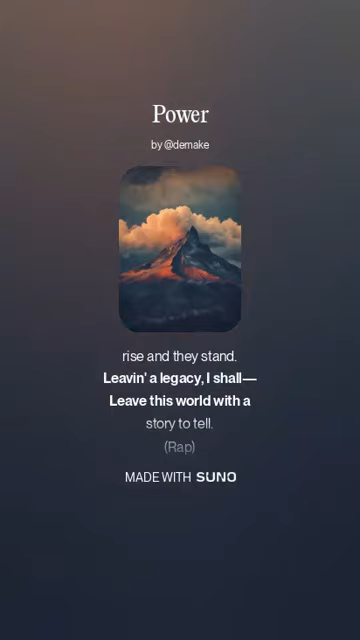 Power
by @demake
rise and they stand.
Leavin' a legacy, I shall—
Leave this world with a
story to tell.
(Rap)
MADE WITH SUNO